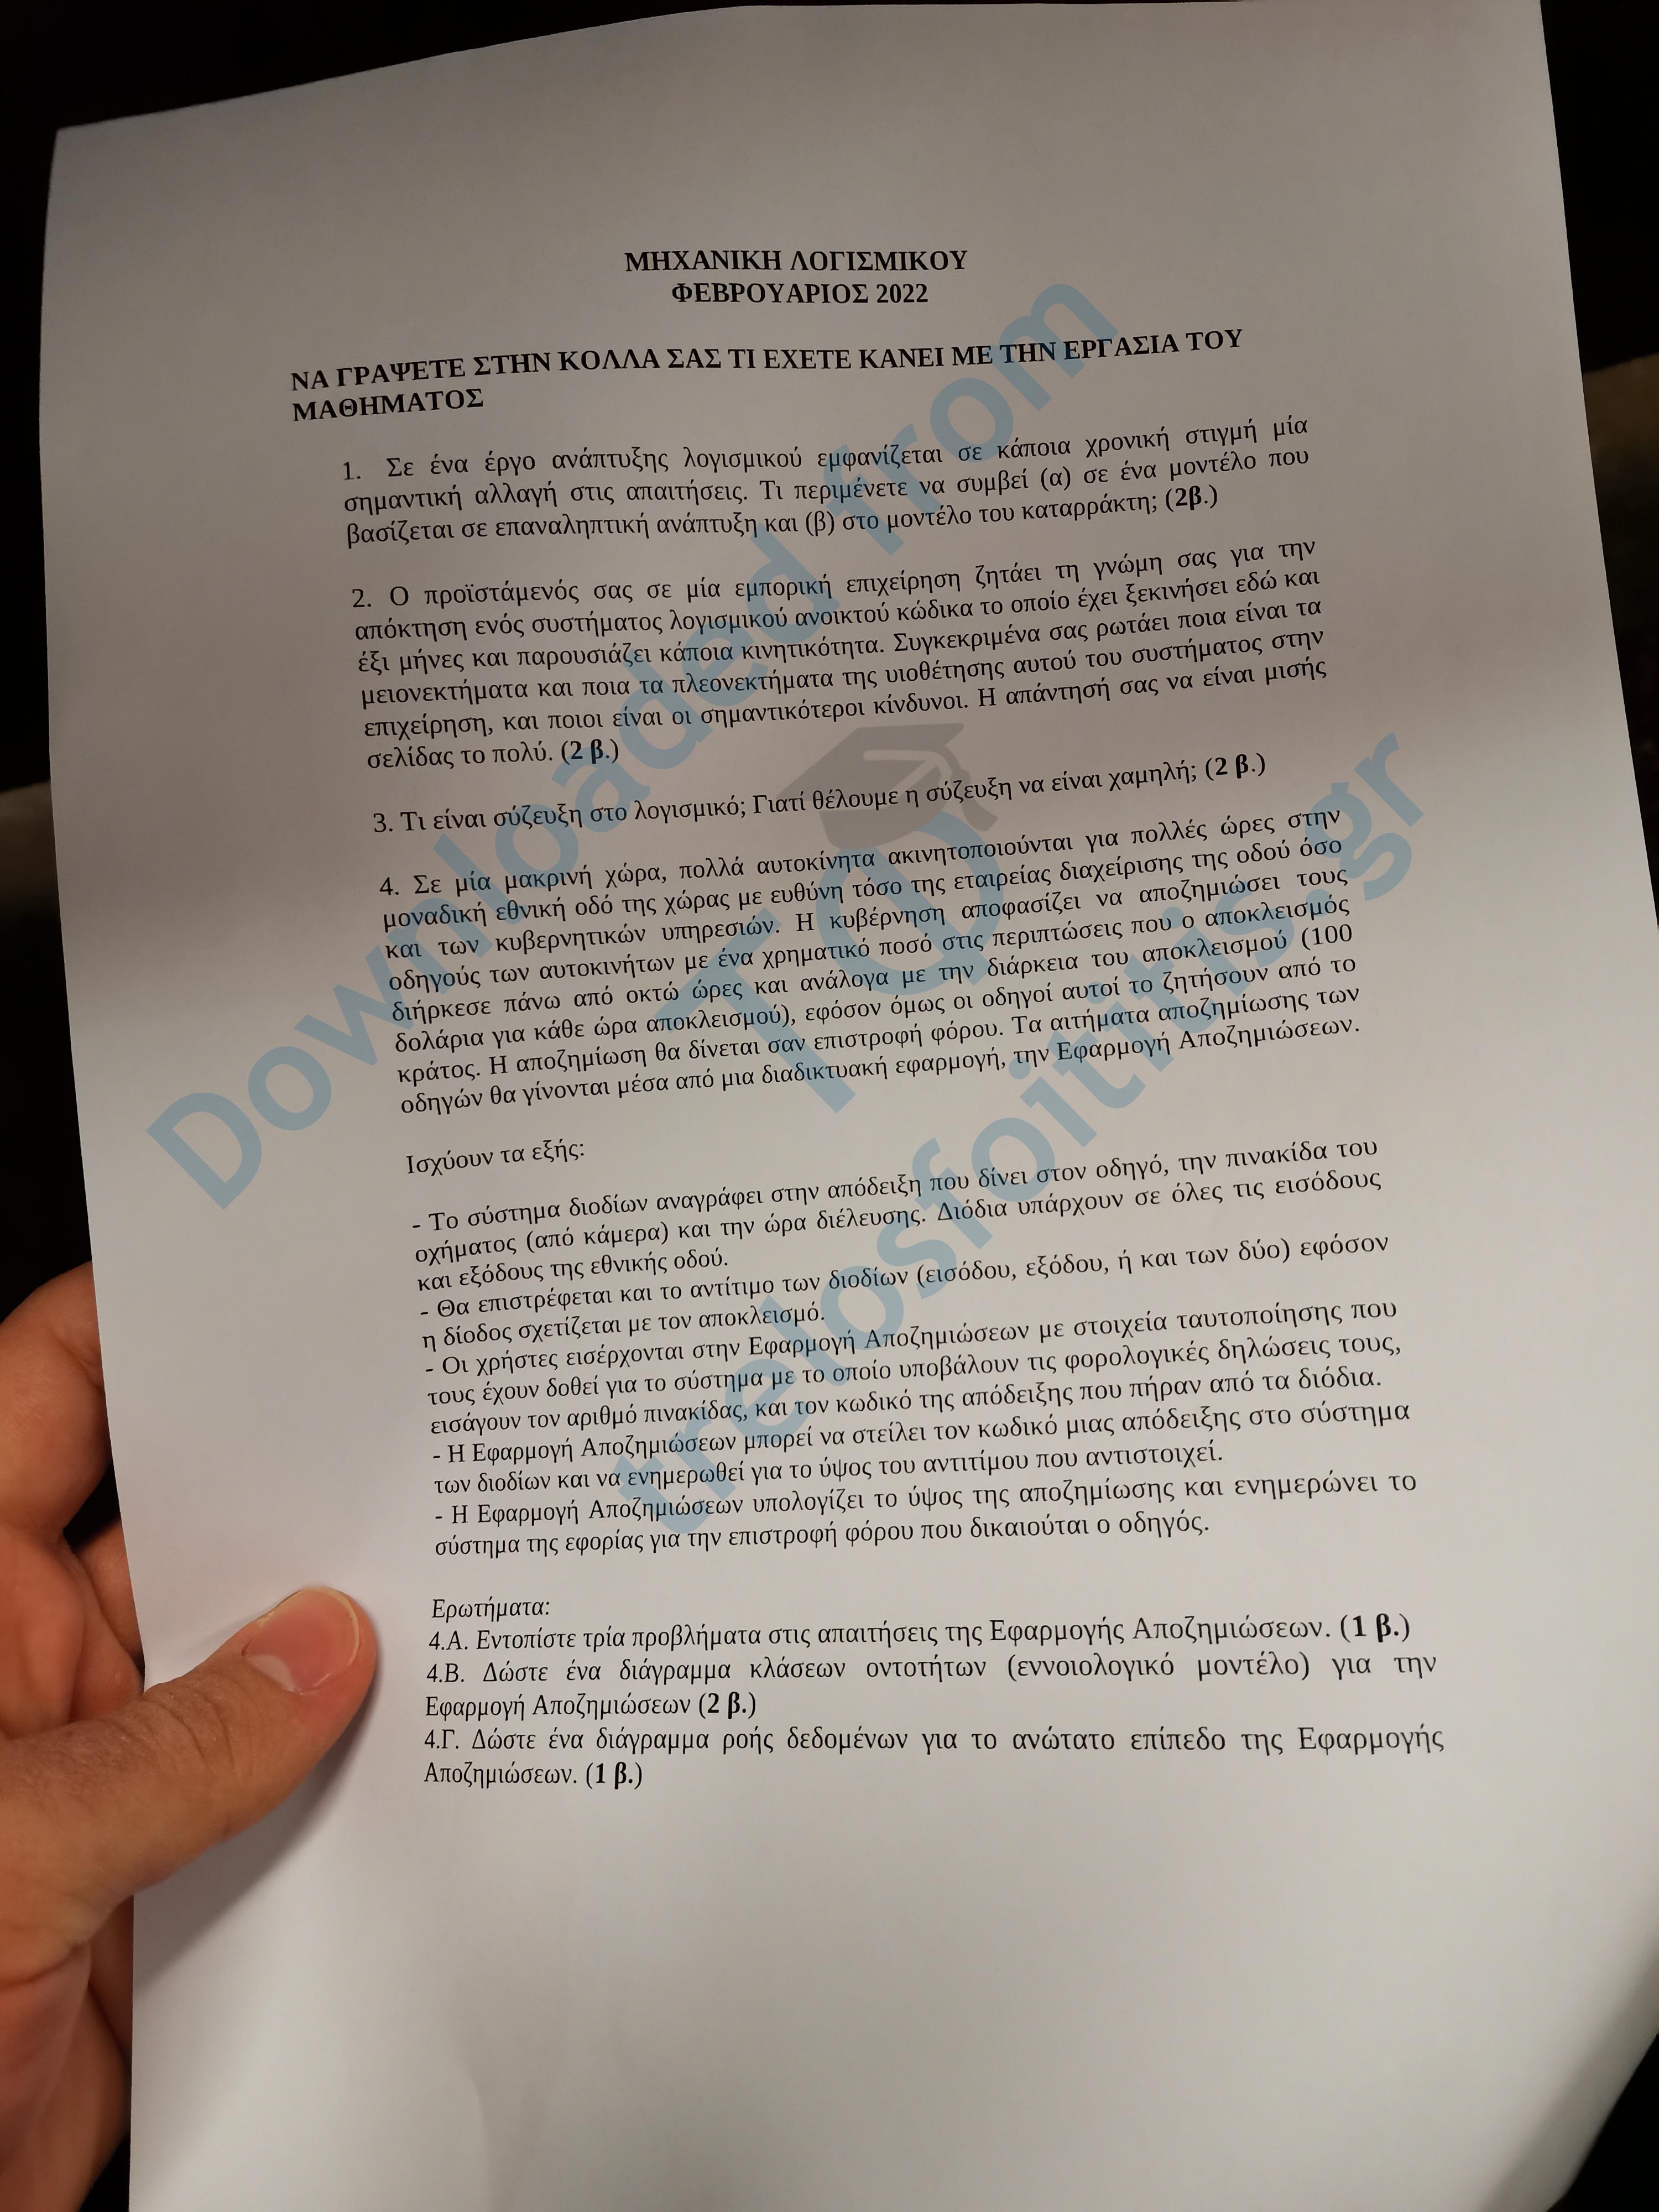 ΜΗΧΑΝΙΚΗ ΛΟΓΙΣΜΙΚΟΥ
ΦΕΒΡΟΥΑΡΙΟΣ 2022
ΝΑ ΓΡΑΨΕΤΕ ΣΤΗΝ ΚΟΛΛΑ ΣΑΣ ΤΙ ΕΧΕΤΕ ΚΑΝΕΙ ΜΕ ΤΗΝ ΕΡΓΑΣΙΑ ΤΟΥ
ΜΑΘΗΜΑΤΟΣ
1. Σε ένα έργο ανάπτυξης λογισμικού εμφανίζεται σε κάποια χρονική στιγμή μία
σημαντική αλλαγή στις απαιτήσεις. Τι περιμένετε να συμβεί (α) σε ένα μοντέλο που
βασίζεται σε επαναληπτική ανάπτυξη και (β) στο μοντέλο του καταρράκτη; (2β.)
2. Ο προϊστάμενός σας σε μία εμπορική επιχείρηση ζητάει τη γνώμη σας για την
απόκτηση ενός συστήματος λογισμικού ανοικτού κώδικα το οποίο έχει ξεκινήσει εδώ και
έξι μήνες και παρουσιάζει κάποια κινητικότητα. Συγκεκριμένα σας ρωτάει ποια είναι τα
μειονεκτήματα και ποια τα πλεονεκτήματα της υιοθέτησης αυτού του συστήματος στην
επιχείρηση, και ποιοι είναι οι σημαντικότεροι κίνδυνοι. Η απάντησή σας να είναι μισής
σελίδας το πολύ. (2 β.)
3. Τι είναι σύζευξη στο λογισμικό; Γιατί θέλουμε η σύζευξη να είναι χαμηλή; (2 β.)
4. Σε μία μακρινή χώρα, πολλά αυτοκίνητα ακινητοποιούνται για πολλές ώρες στην
μοναδική εθνική οδό της χώρας με ευθύνη τόσο της εταιρείας διαχείρισης της οδού όσο
και των κυβερνητικών υπηρεσιών. Η κυβέρνηση αποφασίζει να αποζημιώσει τους
οδηγούς των αυτοκινήτων με ένα χρηματικό ποσό στις περιπτώσεις που ο αποκλεισμός
διήρκεσε πάνω από οκτώ ώρες και ανάλογα με την διάρκεια του αποκλεισμού (100
δολάρια για κάθε ώρα αποκλεισμού), εφόσον όμως οι οδηγοί αυτοί το ζητήσουν από το
κράτος. Η αποζημίωση θα δίνεται σαν επιστροφή φόρου. Τα αιτήματα αποζημίωσης των
οδηγών θα γίνονται μέσα από μια διαδικτυακή εφαρμογή, την Εφαρμογή Αποζημιώσεων.
Ισχύουν τα εξής:
- Το σύστημα διοδίων αναγράφει στην απόδειξη που δίνει στον οδηγό, την πινακίδα του
οχήματος (από κάμερα) και την ώρα διέλευσης. Διόδια υπάρχουν σε όλες τις εισόδους
και εξόδους της εθνικής οδού.
- Θα επιστρέφεται και το αντίτιμο των διοδίων (εισόδου, εξόδου, ή και των δύο) εφόσον
η δίοδος σχετίζεται με τον αποκλεισμό.
- Οι χρήστες εισέρχονται στην Εφαρμογή Αποζημιώσεων με στοιχεία ταυτοποίησης που
τους έχουν δοθεί για το σύστημα με το οποίο υποβάλουν τις φορολογικές δηλώσεις τους,
εισάγουν τον αριθμό πινακίδας, και τον κωδικό της απόδειξης που πήραν από τα διόδια.
- Η Εφαρμογή Αποζημιώσεων μπορεί να στείλει τον κωδικό μιας απόδειξης στο σύστημα
των διοδίων και να ενημερωθεί για το ύψος του αντιτίμου που αντιστοιχεί.
- Η Εφαρμογή Αποζημιώσεων υπολογίζει το ύψος της αποζημίωσης και ενημερώνει το
σύστημα της εφορίας για την επιστροφή φόρου που δικαιούται ο οδηγός.
Ερωτήματα:
4.Α. Εντοπίστε τρία προβλήματα στις απαιτήσεις της Εφαρμογής Αποζημιώσεων. (1 β.)
4.Β. Δώστε ένα διάγραμμα κλάσεων οντοτήτων (εννοιολογικό μοντέλο) για την
Εφαρμογή Αποζημιώσεων (2 β.)
4.Γ. Δώστε ένα διάγραμμα ροής δεδομένων για το ανώτατο επίπεδο της Εφαρμογής
Αποζημιώσεων. (1 β.)
Downloaded from
trelosfoititis.gr